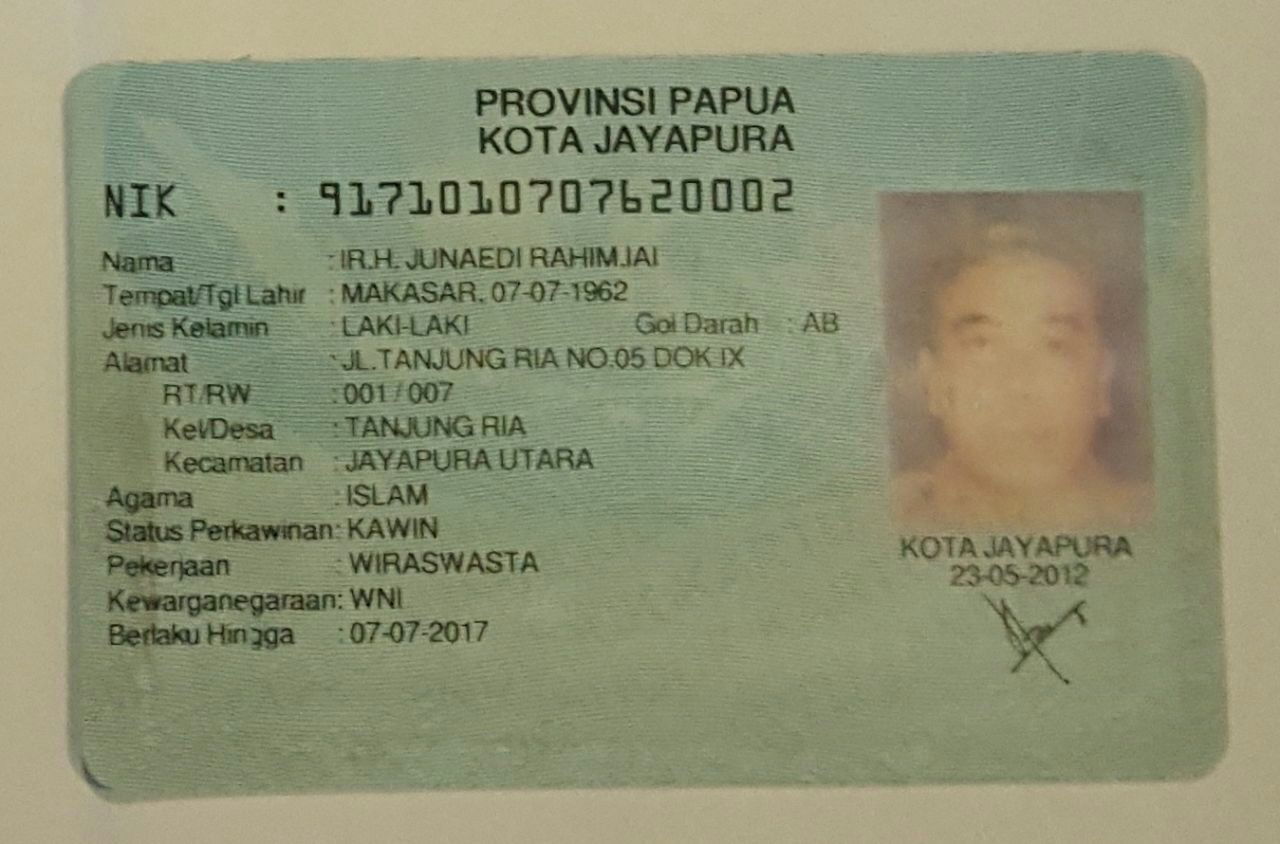 PROVINSI PAPUA
KOTA JAYAPURA
NIK : 9171010707620002
Nama : IR.H. JUNAEDI RAHIMJAI
Tempat/Tgl Lahir : MAKASAR, 07-07-1962
Jenis Kelamin : LAKI-LAKI Gol Darah : AB
Alamat : JL.TANJUNG RIA NO.05 DOK IX
RT/RW : 001 / 007
Kel/Desa : TANJUNG RIA
Kecamatan : JAYAPURA UTARA
Agama : ISLAM
Status Perkawinan: KAWIN
Pekerjaan : WIRASWASTA
Kewarganegaraan: WNI
Berlaku Hingga : 07-07-2017
KOTA JAYAPURA
23-05-2012